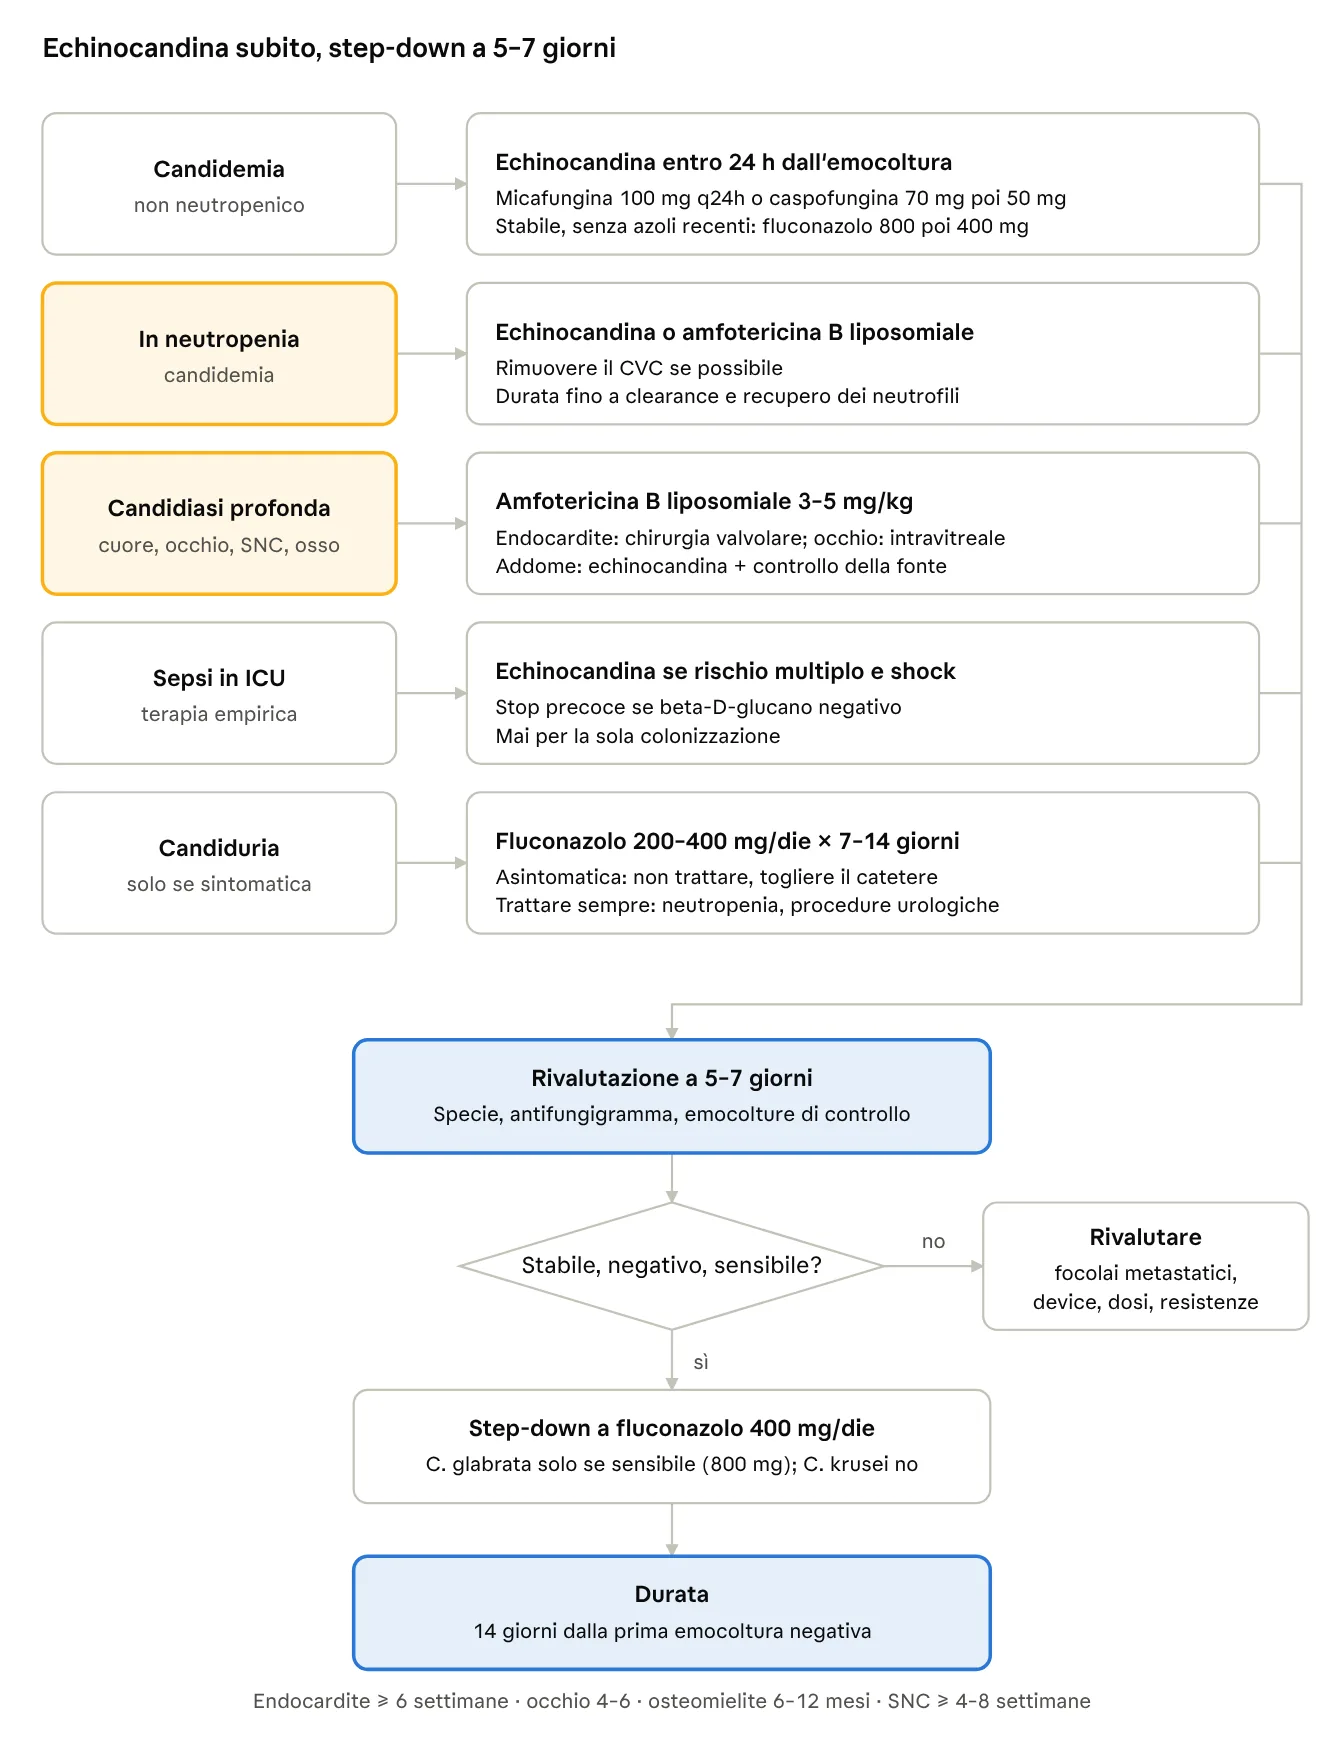 Echinocandina subito, step-down a 5–7 giorni
Candidemia
non neutropenico
Echinocandina entro 24 h dall’emocoltura
Micafungina 100 mg q24h o caspofungina 70 mg poi 50 mg
Stabile, senza azoli recenti: fluconazolo 800 poi 400 mg
In neutropenia
candidemia
Echinocandina o amfotericina B liposomiale
Rimuovere il CVC se possibile
Durata fino a clearance e recupero dei neutrofili
Candidiasi profonda
cuore, occhio, SNC, osso
Amfotericina B liposomiale 3–5 mg/kg
Endocardite: chirurgia valvolare; occhio: intravitreale
Addome: echinocandina + controllo della fonte
Sepsi in ICU
terapia empirica
Echinocandina se rischio multiplo e shock
Stop precoce se beta-D-glucano negativo
Mai per la sola colonizzazione
Candiduria
solo se sintomatica
Fluconazolo 200–400 mg/die × 7–14 giorni
Asintomatica: non trattare, togliere il catetere
Trattare sempre: neutropenia, procedure urologiche
Rivalutazione a 5–7 giorni
Specie, antifungigramma, emocolture di controllo
Stabile, negativo, sensibile?
no
Rivalutare
focolai metastatici,
device, dosi, resistenze
sì
Step-down a fluconazolo 400 mg/die
C. glabrata solo se sensibile (800 mg); C. krusei no
Durata
14 giorni dalla prima emocoltura negativa
Endocardite ≥ 6 settimane · occhio 4–6 · osteomielite 6–12 mesi · SNC ≥ 4–8 settimane